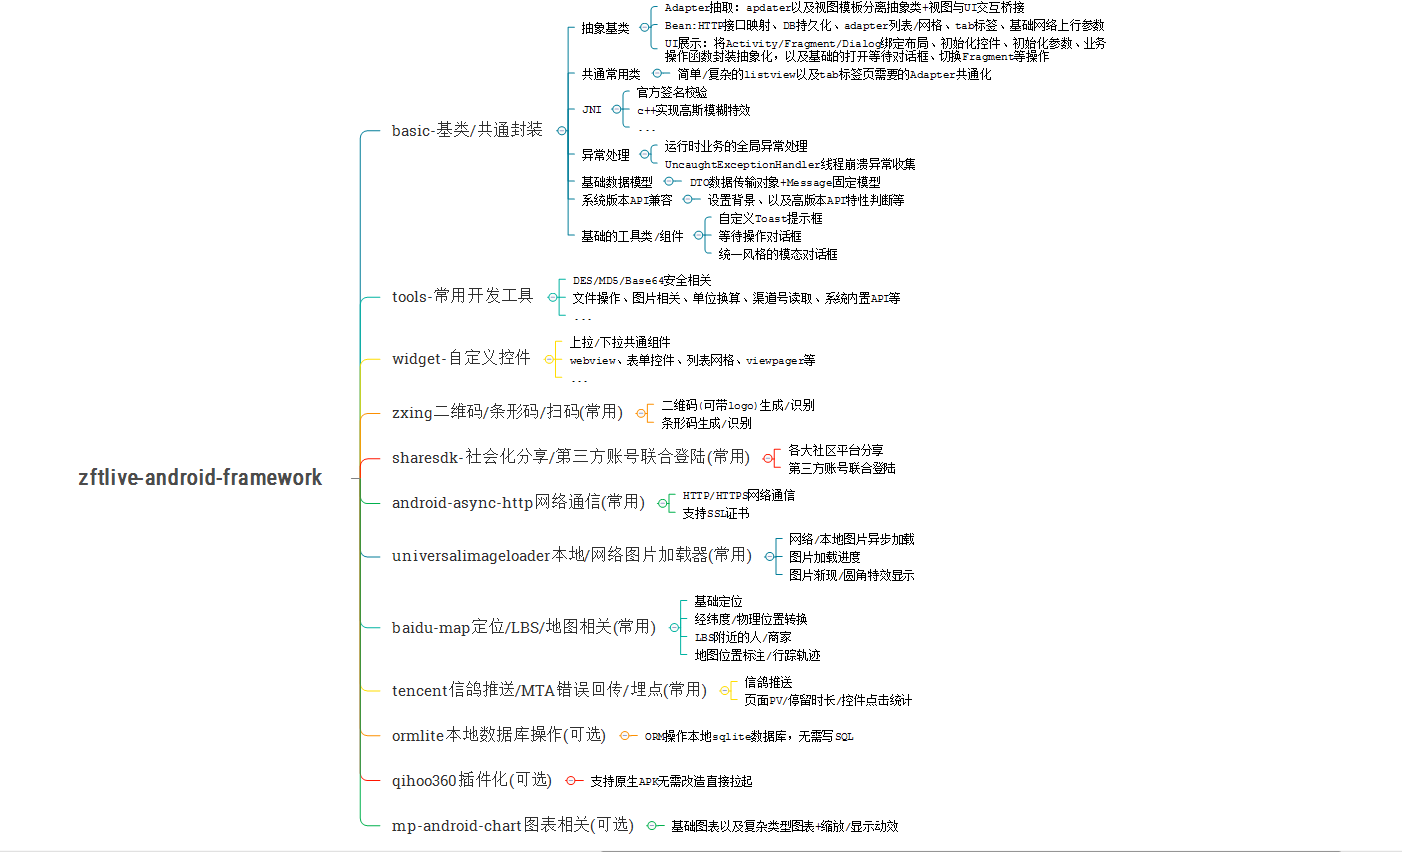 zftlive-android-framework
basic-基类/共通封装
抽象基类
Adapter抽取：apdater以及视图模板分离抽象类+视图与UI交互桥接
Bean:HTTP接口映射、DB持久化、adapter列表/网格、tab标签、基础网络上行参数
UI展示：将Activity/Fragment/Dialog绑定布局、初始化控件、初始化参数、业务
操作函数封装抽象化，以及基础的打开等待对话框、切换Fragment等操作
共通常用类
简单/复杂的listview以及tab标签页需要的Adapter共通化
JNI
官方签名校验
c++实现高斯模糊特效
...
异常处理
运行时业务的全局异常处理
UncaughtExceptionHandler线程崩溃异常收集
基础数据模型
DTO数据传输对象+Message固定模型
系统版本API兼容
设置背景、以及高版本API特性判断等
基础的工具类/组件
自定义Toast提示框
等待操作对话框
统一风格的模态对话框
tools-常用开发工具
DES/MD5/Base64安全相关
文件操作、图片相关、单位换算、渠道号读取、系统内置API等
...
widget-自定义控件
上拉/下拉共通组件
webview、表单控件、列表网格、viewpager等
...
zxing二维码/条形码/扫码(常用)
二维码(可带logo)生成/识别
条形码生成/识别
sharesdk-社会化分享/第三方账号联合登陆(常用)
各大社区平台分享
第三方账号联合登陆
android-async-http网络通信(常用)
HTTP/HTTPS网络通信
支持SSL证书
universalimageloader本地/网络图片加载器(常用)
网络/本地图片异步加载
图片加载进度
图片渐现/圆角特效显示
baidu-map定位/LBS/地图相关(常用)
基础定位
经纬度/物理位置转换
LBS附近的人/商家
地图位置标注/行踪轨迹
tencent信鸽推送/MTA错误回传/埋点(常用)
信鸽推送
页面PV/停留时长/控件点击统计
ormlite本地数据库操作(可选)
ORM操作本地sqlite数据库，无需写SQL
qihoo360插件化(可选)
支持原生APK无需改造直接拉起
mp-android-chart图表相关(可选)
基础图表以及复杂类型图表+缩放/显示动效